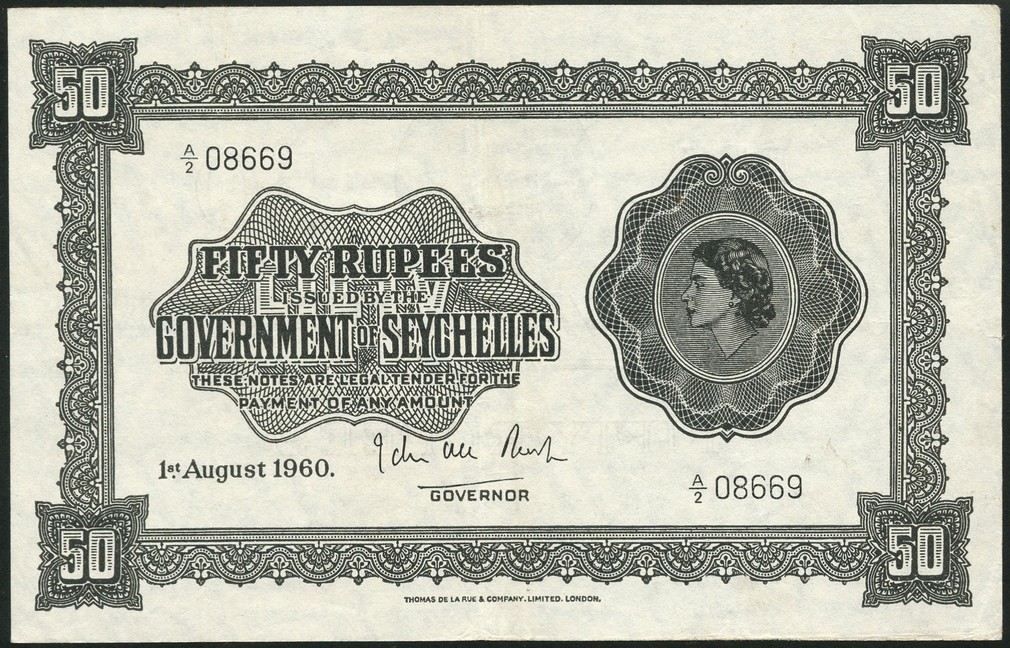 50 50
A/2 08669
FIFTY RUPEES
ISSUED BY THE
GOVERNMENT OF SEYCHELLES
THESE NOTES ARE LEGAL TENDER FOR THE
PAYMENT OF ANY AMOUNT
1st. August 1960.
GOVERNOR
A/2 08669
50 50
THOMAS DE LA RUE & COMPANY. LIMITED. LONDON.